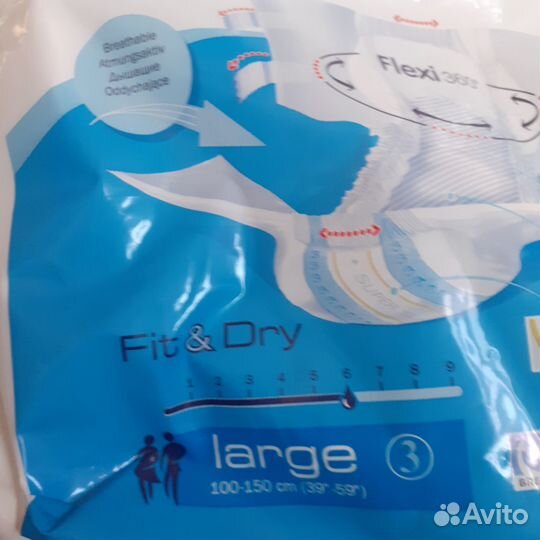 Breathable
Atmungsaktiv
Дышащие
Oddychające
Flexi 360°
SUPER
Fit & Dry
1 2 3 4 5 6 7 8 9
large 3
100-150 cm (39"-59")
Avito